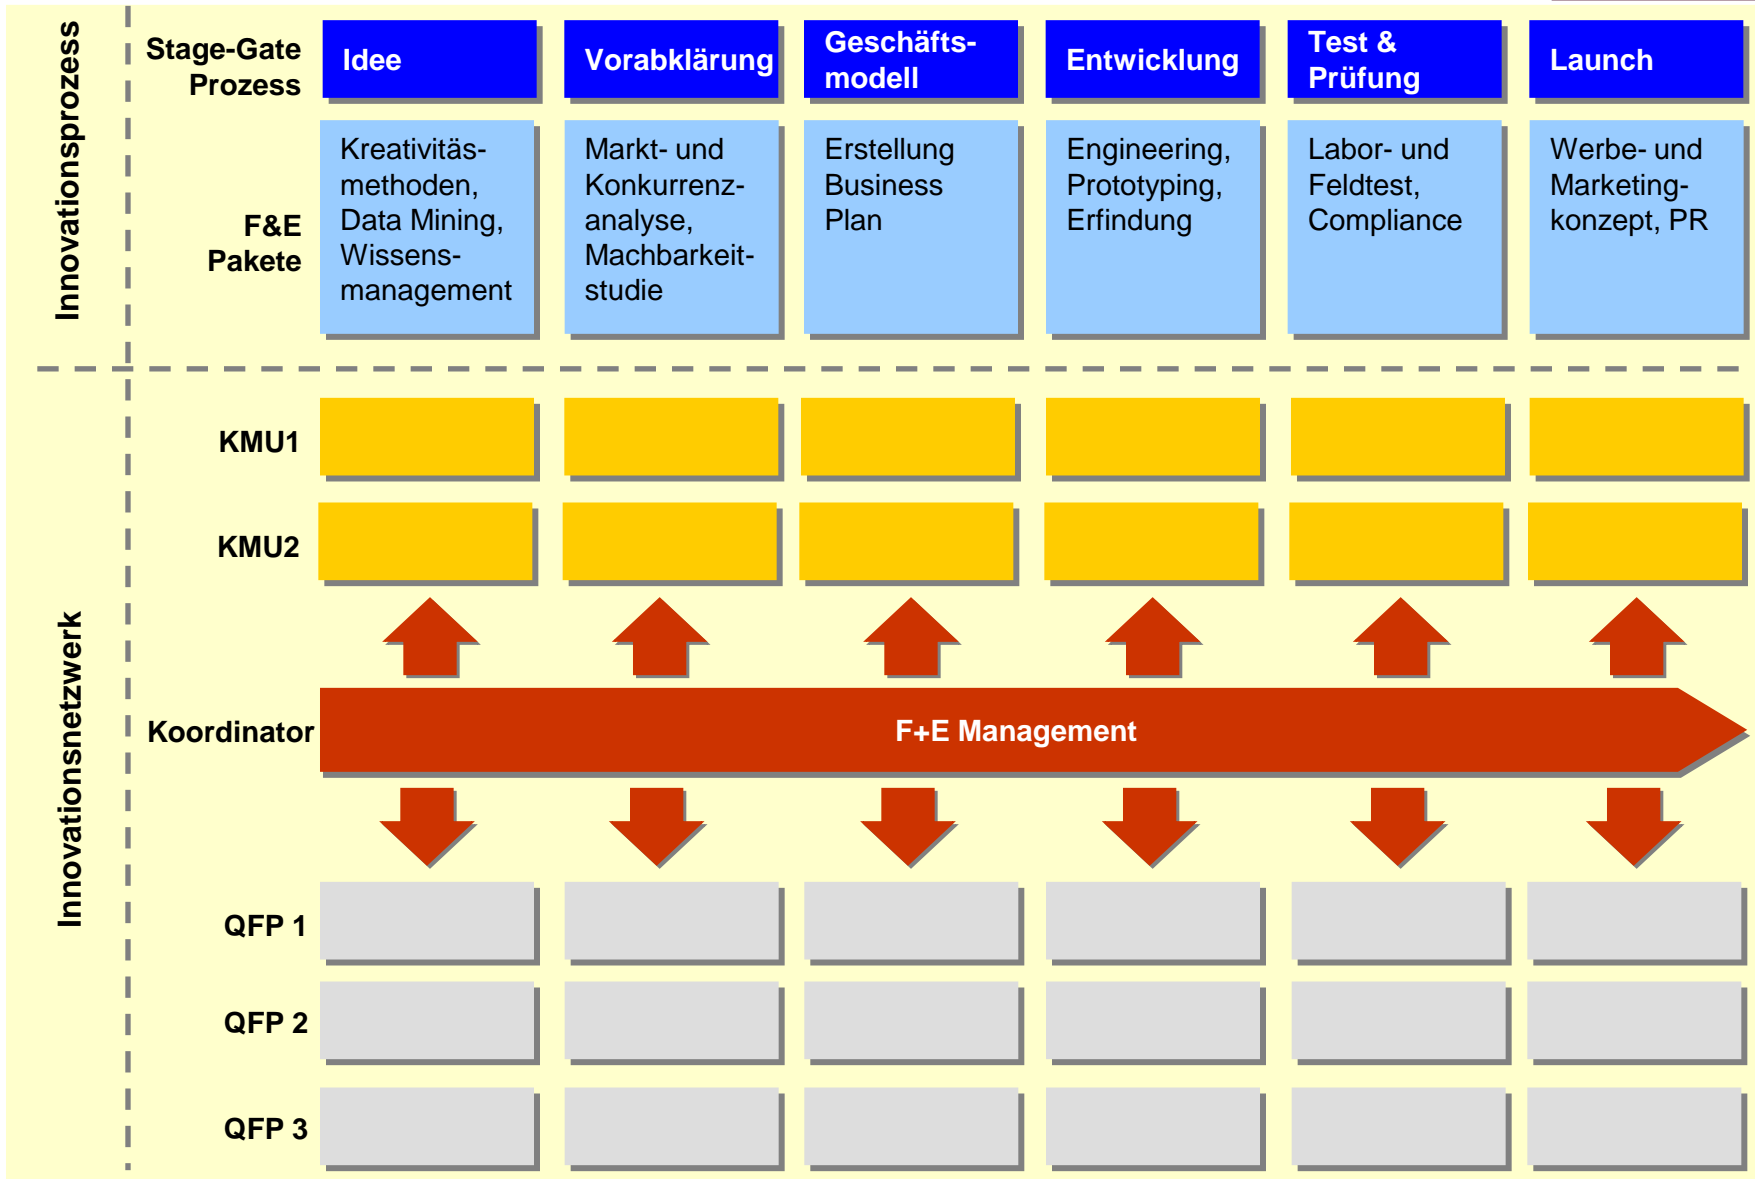 Innovationsprozess
Stage-Gate
Prozess
Idee
Vorabklärung
Geschäfts-
modell
Entwicklung
Test &
Prüfung
Launch
F&E
Pakete
Kreativitäs-
methoden,
Data Mining,
Wissens-
management
Markt- und
Konkurrenz-
analyse,
Machbarkeit-
studie
Erstellung
Business
Plan
Engineering,
Prototyping,
Erfindung
Labor- und
Feldtest,
Compliance
Werbe- und
Marketing-
konzept, PR
Innovationsnetzwerk
KMU1
KMU2
Koordinator
F+E Management
QFP 1
QFP 2
QFP 3